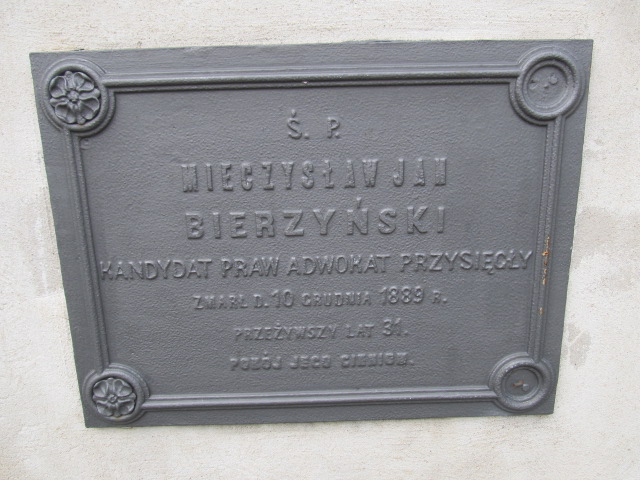 Ś. P.
MIECZYSŁAW JAN
BIERZYŃSKI
KANDYDAT PRAW ADWOKAT PRZYSIĘGŁY
ZMARŁ D. 10 GRUDNIA 1889 R.
PRZEŻYWSZY LAT 31.
POKÓJ JEGO CIENIOM.